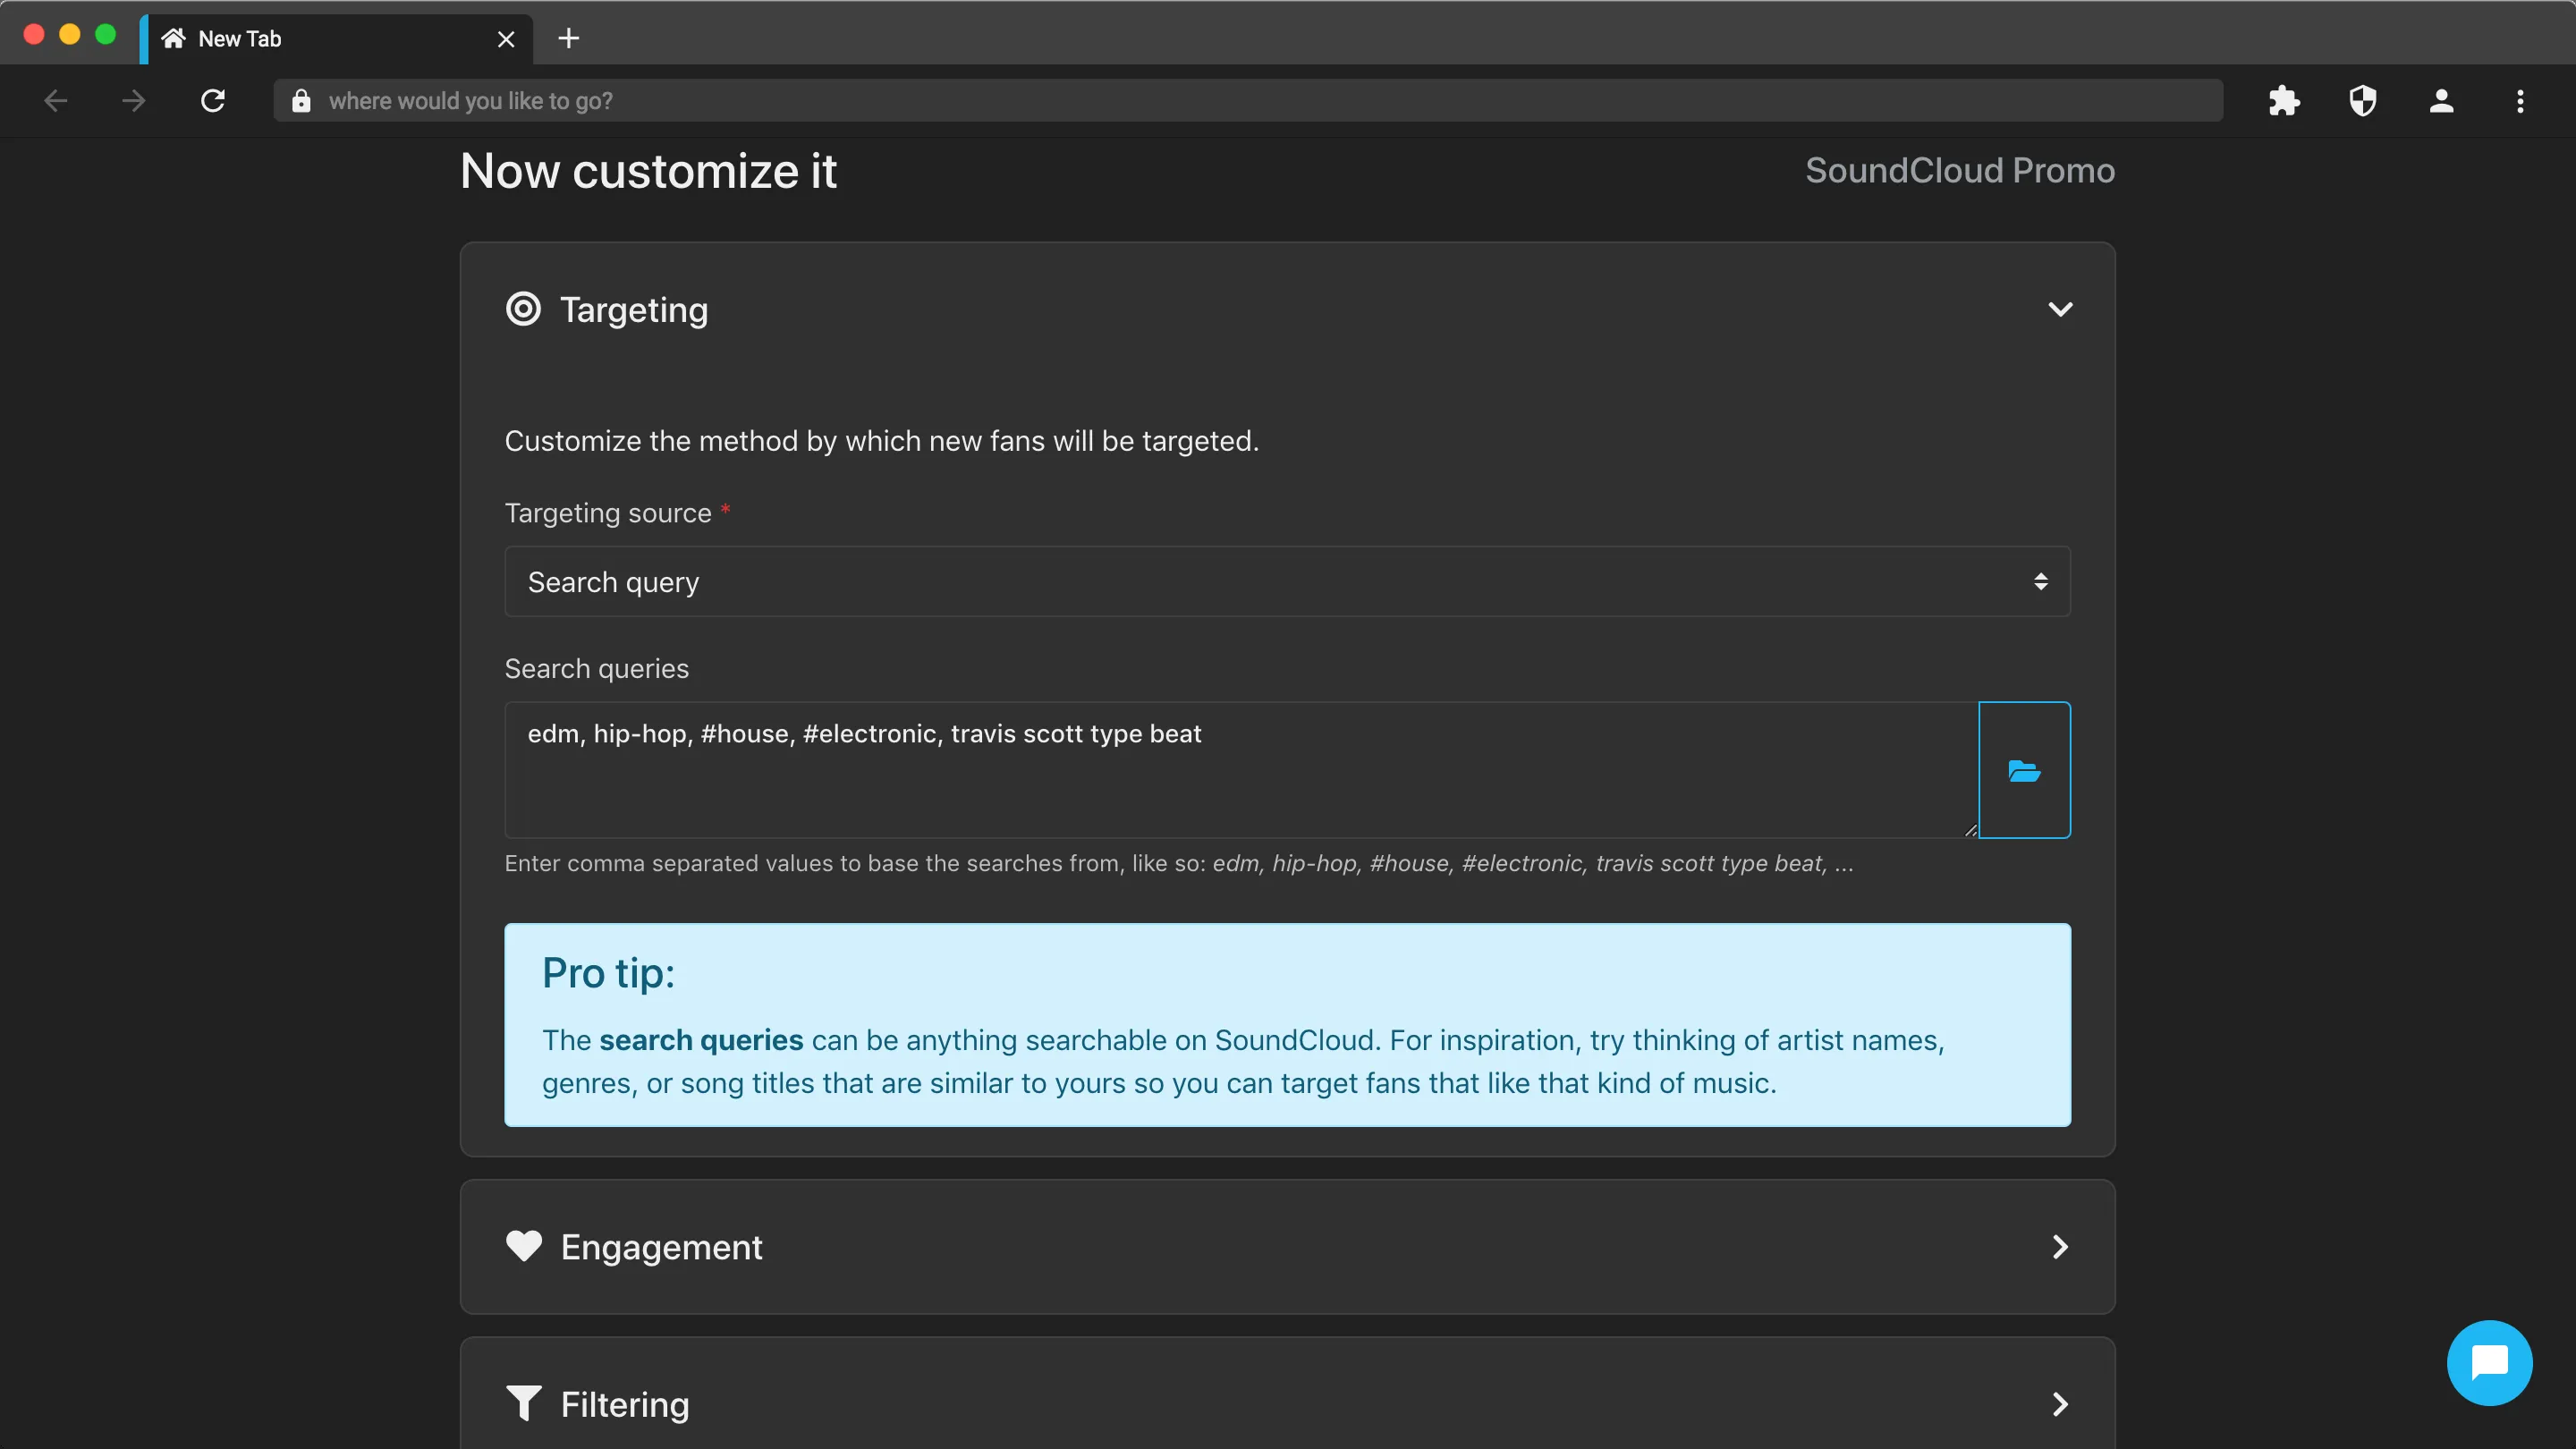 New Tab
where would you like to go?
Now customize it
SoundCloud Promo
Targeting
Customize the method by which new fans will be targeted.
Targeting source *
Search query
Search queries
edm, hip-hop, #house, #electronic, travis scott type beat
Enter comma separated values to base the searches from, like so: edm, hip-hop, #house, #electronic, travis scott type beat, ...
Pro tip:
The search queries can be anything searchable on SoundCloud. For inspiration, try thinking of artist names,
genres, or song titles that are similar to yours so you can target fans that like that kind of music.
Engagement
Filtering